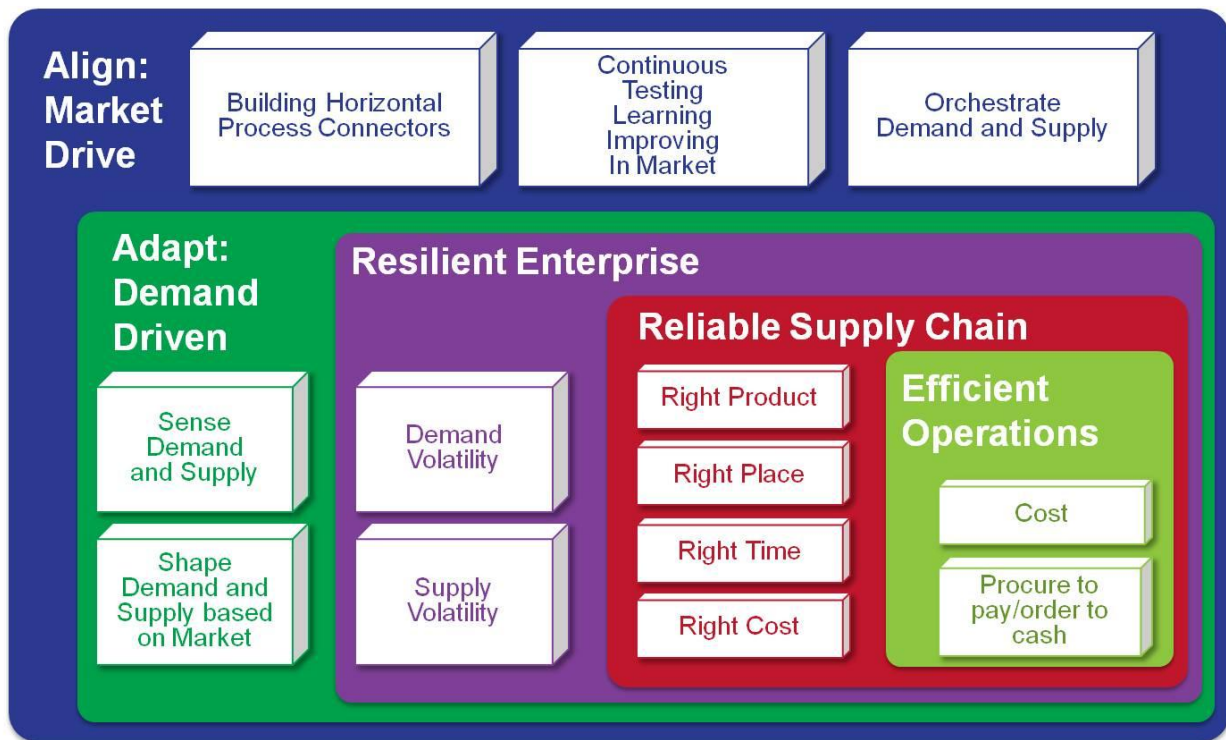 Align:
Market
Drive
Building Horizontal
Process Connectors
Continuous
Testing
Learning
Improving
In Market
Orchestrate
Demand and Supply
Adapt:
Demand
Driven
Sense
Demand
and Supply
Shape
Demand and
Supply based
on Market
Resilient Enterprise
Demand
Volatility
Supply
Volatility
Reliable Supply Chain
Right Product
Right Place
Right Time
Right Cost
Efficient
Operations
Cost
Procure to
pay/order to
cash